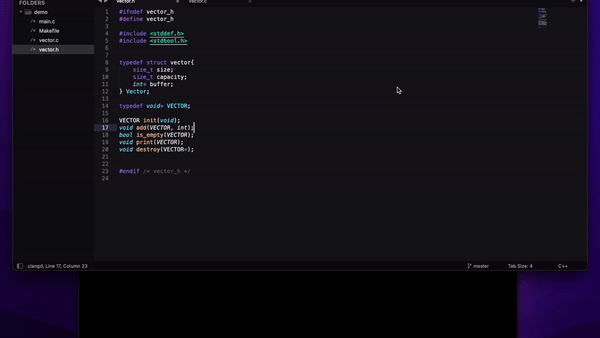 FOLDERS
demo
main.c
Makefile
vector.c
vector.h
vector.h
vector.c
1 #ifndef vector_h
2 #define vector_h
3
4 #include <stddef.h>
5 #include <stdbool.h>
6
7
8 typedef struct vector{
9 size_t size;
10 size_t capacity;
11 int* buffer;
12 } Vector;
13
14 typedef void* VECTOR;
15
16 VECTOR init(void);
17 void add(VECTOR, int);
18 bool is_empty(VECTOR);
19 void print(VECTOR);
20 void destroy(VECTOR*);
21
22
23 #endif /* vector_h */
24
clangd, Line 17, Column 23
master
Tab Size: 4
C++